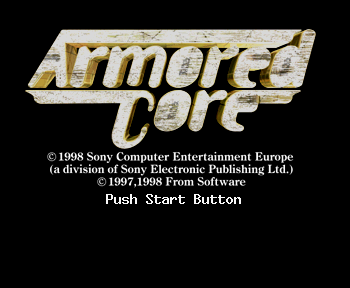 Armored
Core
©1998 Sony Computer Entertainment Europe
(a division of Sony Electronic Publishing Ltd.)
©1997,1998 From Software
Push Start Button